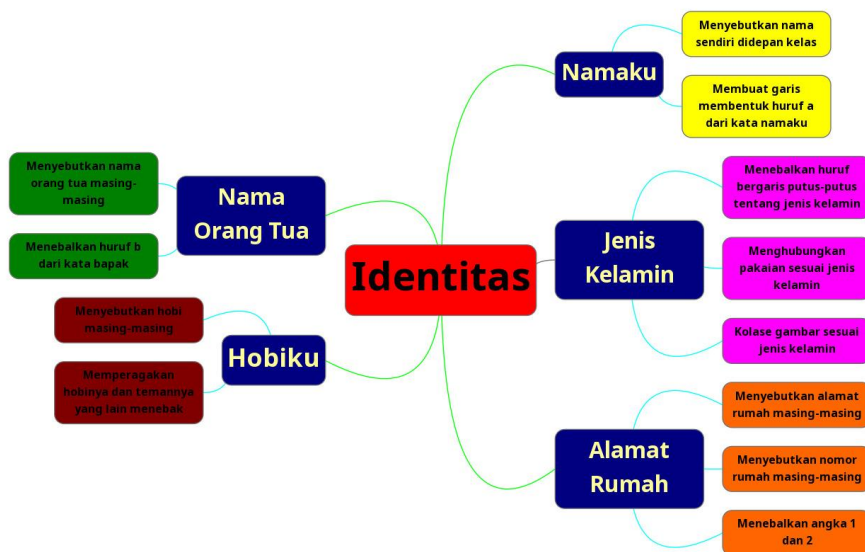 Identitas
Namaku
Menyebutkan nama
sendiri didepan kelas
Membuat garis
membentuk huruf a
dari kata namaku
Jenis
Kelamin
Menebalkan huruf
bergaris putus-putus
tentang jenis kelamin
Menghubungkan
pakaian sesuai jenis
kelamin
Kolase gambar sesuai
jenis kelamin
Alamat
Rumah
Menyebutkan alamat
rumah masing-masing
Menyebutkan nomor
rumah masing-masing
Menebalkan angka 1
dan 2
Nama
Orang Tua
Menyebutkan nama
orang tua masing-
masing
Menebalkan huruf b
dari kata bapak
Hobiku
Menyebutkan hobi
masing-masing
Memperagakan
hobinya dan temannya
yang lain menebak